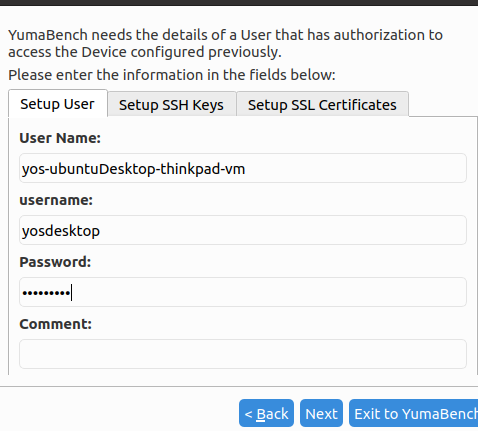 YumaBench needs the details of a User that has authorization to
access the Device configured previously.
Please enter the information in the fields below:
Setup User Setup SSH Keys Setup SSL Certificates
User Name:
yos-ubuntuDesktop-thinkpad-vm
username:
yosdesktop
Password:
•••••••••
Comment:
< Back Next Exit to YumaBench